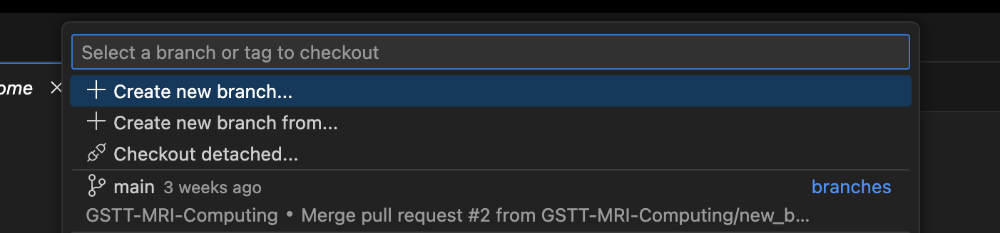 Select a branch or tag to checkout
ome
Create new branch...
Create new branch from...
Checkout detached...
main 3 weeks ago branches
GSTT-MRI-Computing • Merge pull request #2 from GSTT-MRI-Computing/new_b...